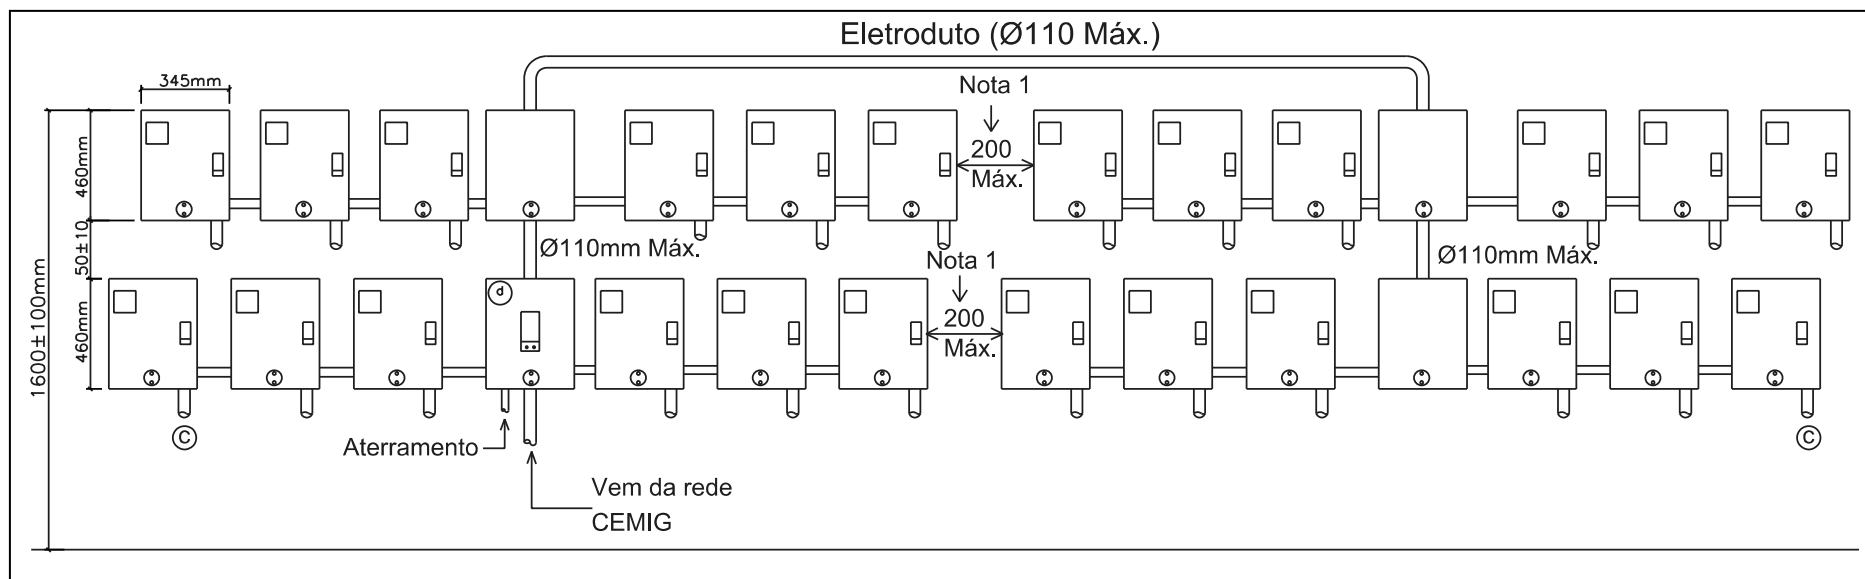 Eletroduto (Ø110 Máx.)
345mm
Nota 1
200
Máx.
460mm
50±10
Ø110mm Máx.
Ø110mm Máx.
Nota 1
200
Máx.
d
460mm
1600±100mm
C
C
Aterramento
Vem da rede
CEMIG